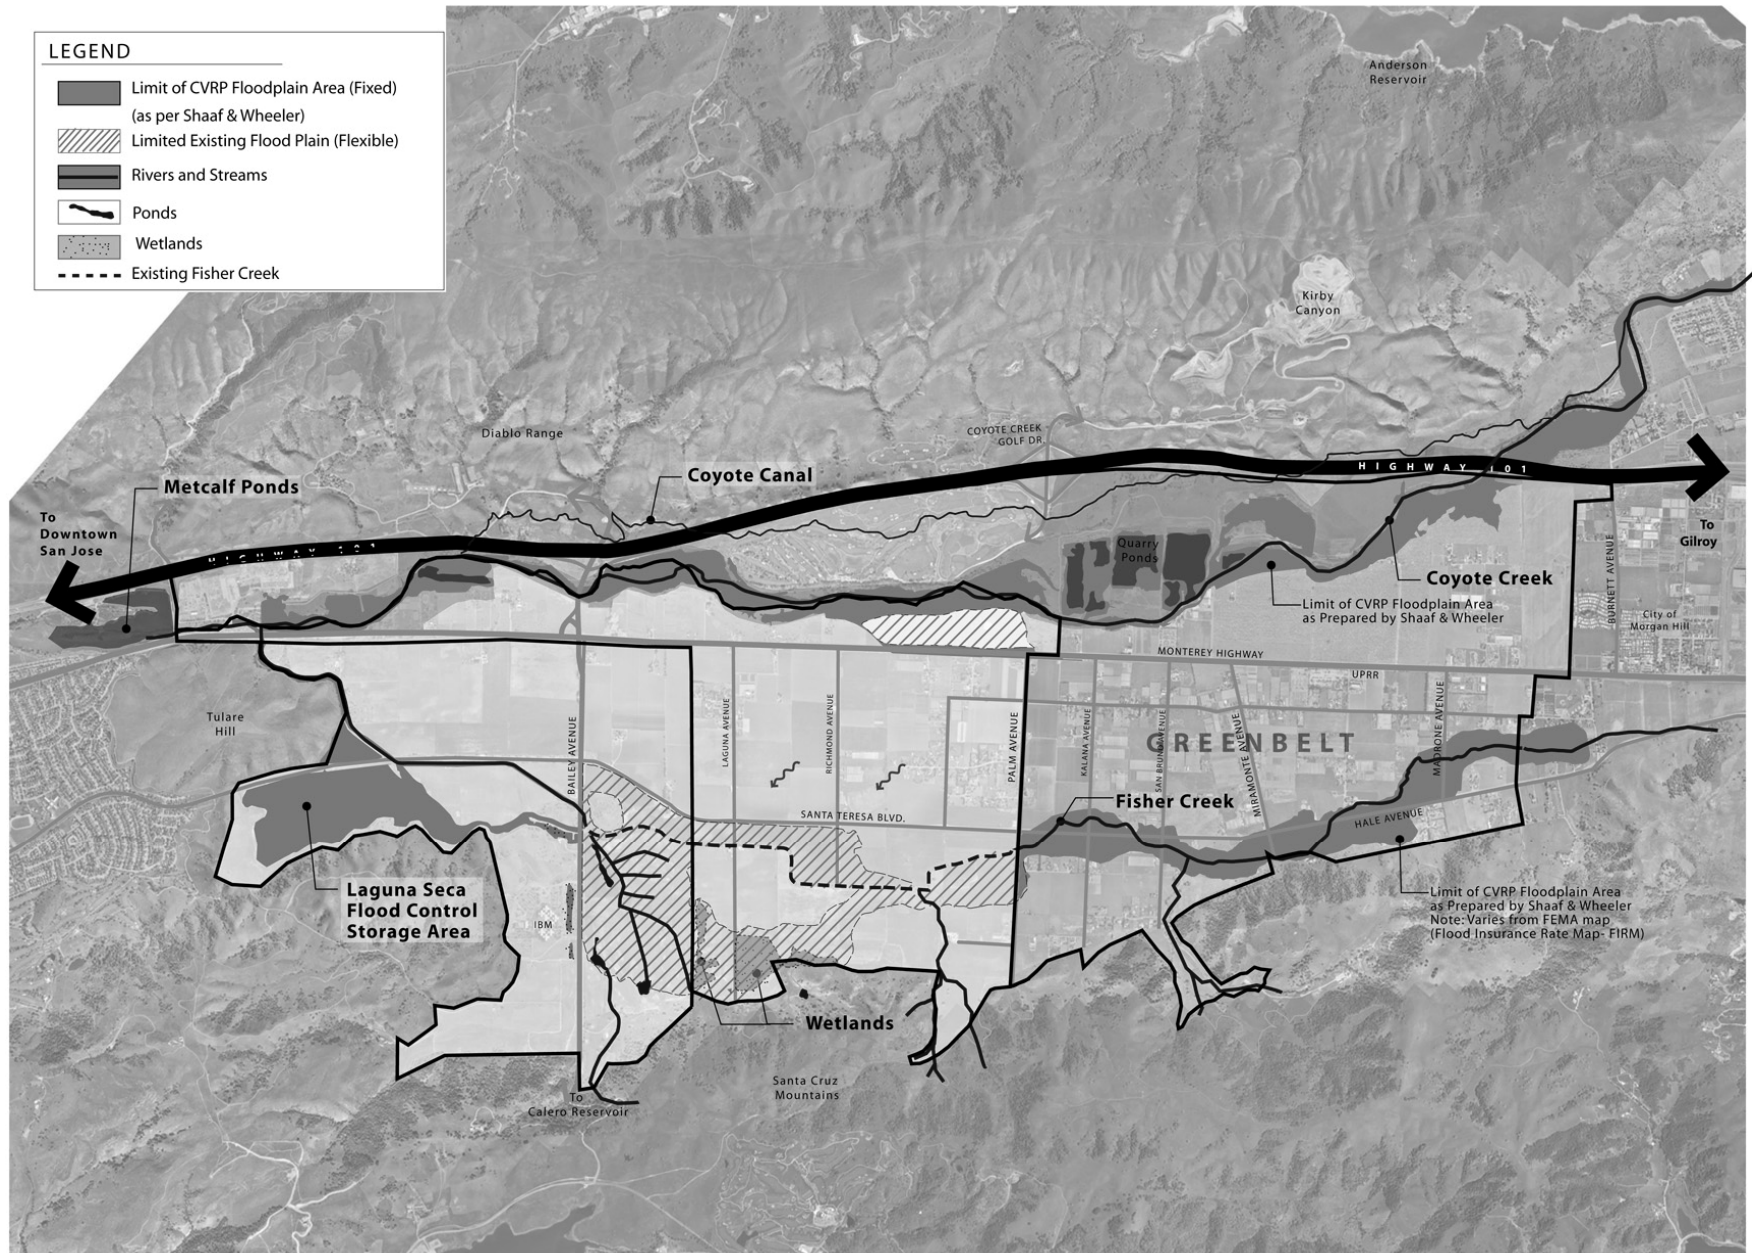 LEGEND
Limit of CVRP Floodplain Area (Fixed)
(as per Shaaf & Wheeler)
Limited Existing Flood Plain (Flexible)
Rivers and Streams
Ponds
Wetlands
Existing Fisher Creek
Anderson
Reservoir
Kirby
Canyon
Diablo Range
COYOTE CREEK
GOLF DR.
Coyote Canal
HIGHWAY 101
Metcalf Ponds
To
Downtown
San Jose
HIGHWAY 101
To
Gilroy
Quarry
Ponds
Coyote Creek
Limit of CVRP Floodplain Area
as Prepared by Shaaf & Wheeler
BURNETT AVENUE
City of
Morgan Hill
MONTEREY HIGHWAY
UPRR
Tulare
Hill
BAILEY AVENUE
LAGUNA AVENUE
RICHMOND AVENUE
PALM AVENUE
KALANA AVENUE
SAN BRUNO AVENUE
MIRAMONTE AVENUE
MADRONE AVENUE
GREENBELT
Fisher Creek
SANTA TERESA BLVD.
HALE AVENUE
Laguna Seca
Flood Control
Storage Area
IBM
Limit of CVRP Floodplain Area
as Prepared by Shaaf & Wheeler
Note: Varies from FEMA map
(Flood Insurance Rate Map- FIRM)
Wetlands
Santa Cruz
Mountains
To
Calero Reservoir